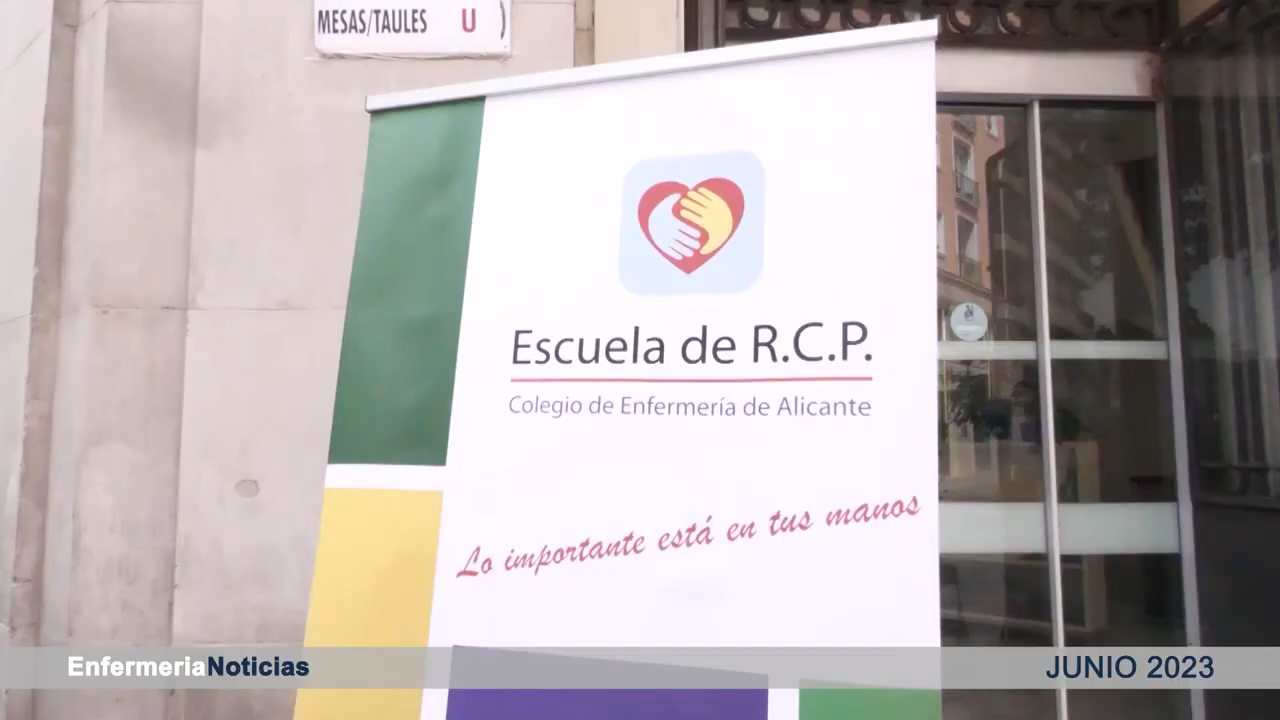 MESAS/TAULES U
Escuela de R.C.P.
Colegio de Enfermería de Alicante
Lo importante está en tus manos
EnfermeriaNoticias
JUNIO 2023